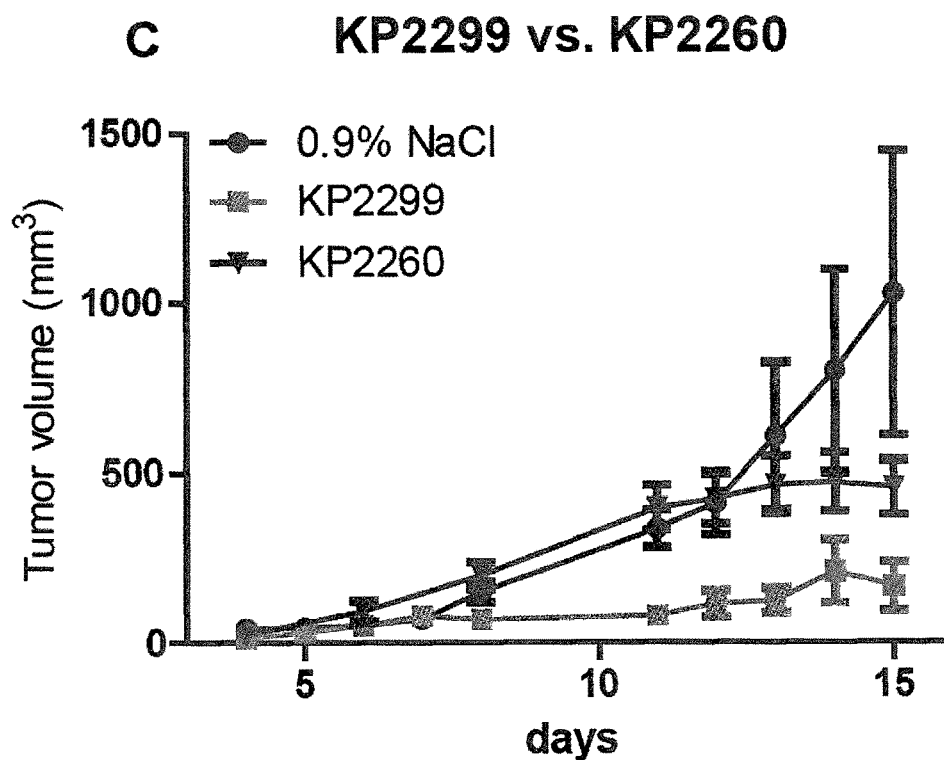 C KP2299 vs. KP2260
1500
1000
500
0
Tumor volume (mm³)
0.9% NaCl
KP2299
KP2260
5 10 15
days